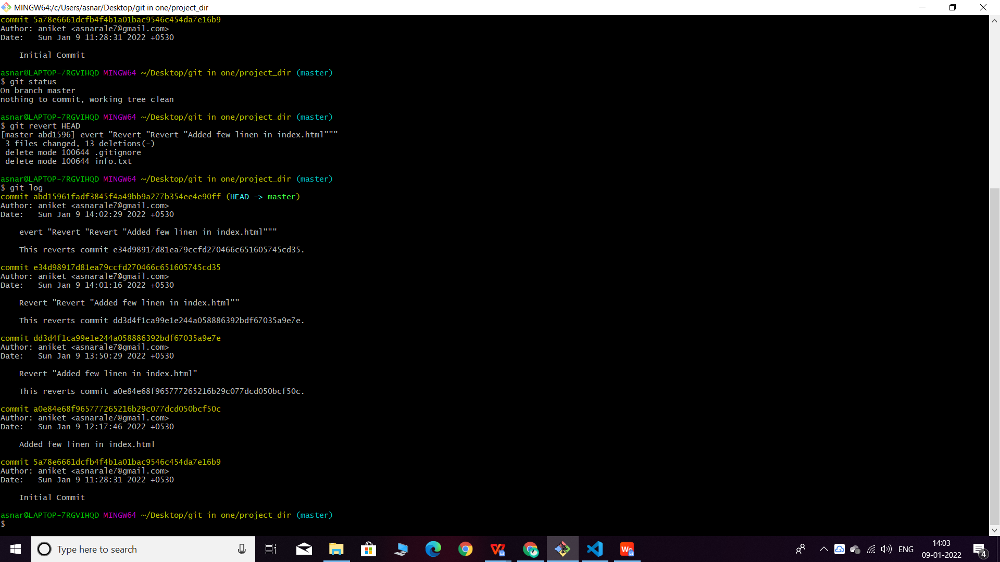 MINGW64:/c/Users/asnar/Desktop/git in one/project_dir
commit 5a78e6661dcfb4f4b1a01bac9546c454da7e16b9
Author: aniket <asnarale7@gmail.com>
Date:   Sun Jan 9 11:28:31 2022 +0530
    Initial Commit
asnar@LAPTOP-7RGVIHQD MINGW64 ~/Desktop/git in one/project_dir (master)
$ git status
On branch master
nothing to commit, working tree clean
asnar@LAPTOP-7RGVIHQD MINGW64 ~/Desktop/git in one/project_dir (master)
$ git revert HEAD
[master abd1596] evert "Revert "Revert "Added few linen in index.html"""
 3 files changed, 13 deletions(-)
 delete mode 100644 .gitignore
 delete mode 100644 info.txt
asnar@LAPTOP-7RGVIHQD MINGW64 ~/Desktop/git in one/project_dir (master)
$ git log
commit abd15961fadf3845f4a49bb9a277b354ee4e90ff (HEAD -> master)
Author: aniket <asnarale7@gmail.com>
Date:   Sun Jan 9 14:02:29 2022 +0530
    evert "Revert "Revert "Added few linen in index.html"""
    This reverts commit e34d98917d81ea79ccfd270466c651605745cd35.
commit e34d98917d81ea79ccfd270466c651605745cd35
Author: aniket <asnarale7@gmail.com>
Date:   Sun Jan 9 14:01:16 2022 +0530
    Revert "Revert "Added few linen in index.html""
    This reverts commit dd3d4f1ca99e1e244a058886392bdf67035a9e7e.
commit dd3d4f1ca99e1e244a058886392bdf67035a9e7e
Author: aniket <asnarale7@gmail.com>
Date:   Sun Jan 9 13:50:29 2022 +0530
    Revert "Added few linen in index.html"
    This reverts commit a0e84e68f965777265216b29c077dcd050bcf50c.
commit a0e84e68f965777265216b29c077dcd050bcf50c
Author: aniket <asnarale7@gmail.com>
Date:   Sun Jan 9 12:17:46 2022 +0530
    Added few linen in index.html
commit 5a78e6661dcfb4f4b1a01bac9546c454da7e16b9
Author: aniket <asnarale7@gmail.com>
Date:   Sun Jan 9 11:28:31 2022 +0530
    Initial Commit
asnar@LAPTOP-7RGVIHQD MINGW64 ~/Desktop/git in one/project_dir (master)
$
Type here to search
ENG
14:03
09-01-2022
4